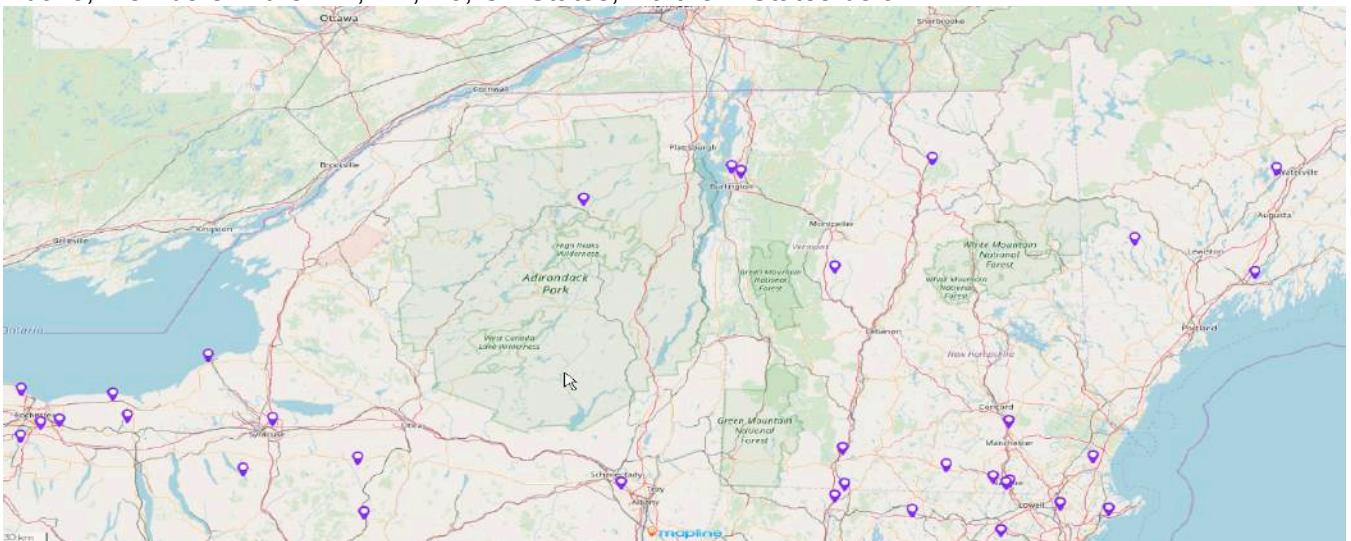 Ottawa
Sherbrooke
Cornwall
Plattsburgh
Brockville
Burlington
Waterville
Augusta
Kingston
Belleville
Montpelier
Vermont
High Peaks
Wilderness
White Mountain
National
Forest
Lewiston
Adirondack
Park
Green Mountain
National
Forest
White Mountain
National
Forest
Ontario
West Canada
Lake Wilderness
Lebanon
Portland
New Hampshire
Rochester
Syracuse
Utica
Green Mountain
National
Forest
Concord
Manchester
Schenectady
Troy
Albany
Lowell
30 km
mapline